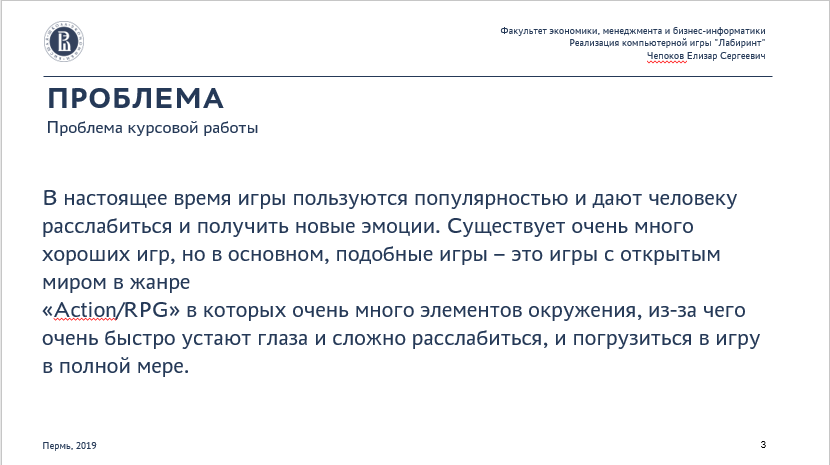 Факультет экономики, менеджмента и бизнес-информатики
Реализация компьютерной игры "Лабиринт"
Чепоков Елизар Сергеевич
ПРОБЛЕМА
Проблема курсовой работы
В настоящее время игры пользуются популярностью и дают человеку
расслабиться и получить новые эмоции. Существует очень много
хороших игр, но в основном, подобные игры – это игры с открытым
миром в жанре
«Action/RPG» в которых очень много элементов окружения, из-за чего
очень быстро устают глаза и сложно расслабиться, и погрузиться в игру
в полной мере.
Пермь, 2019
3